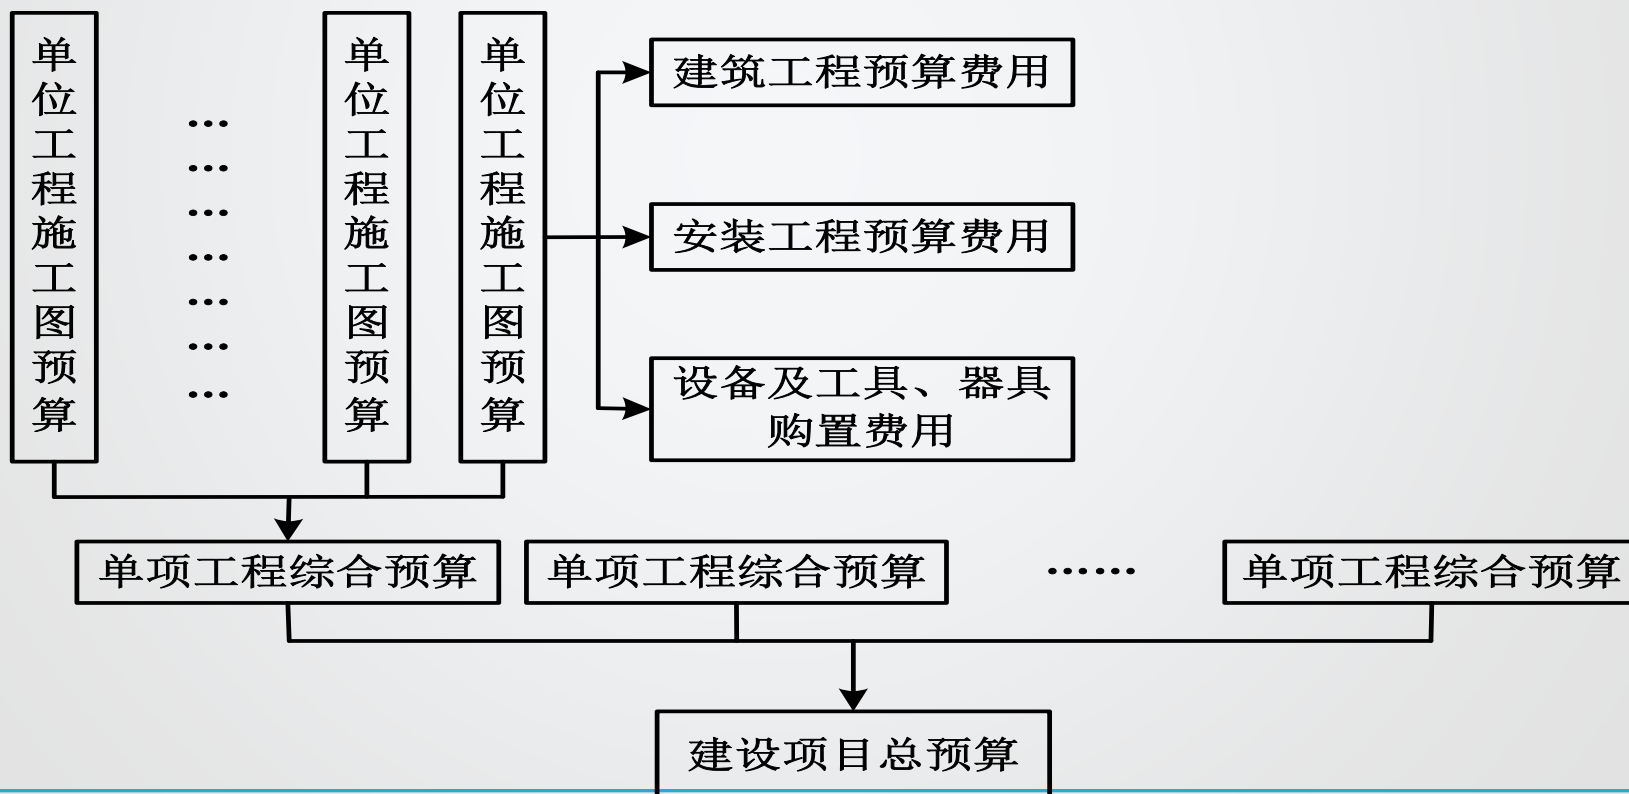 单位工程施工图预算
…
…
…
…
…
…
…
单位工程施工图预算
单位工程施工图预算
建筑工程预算费用
安装工程预算费用
设备及工具、器具
购置费用
单项工程综合预算
单项工程综合预算
……
单项工程综合预算
建设项目总预算